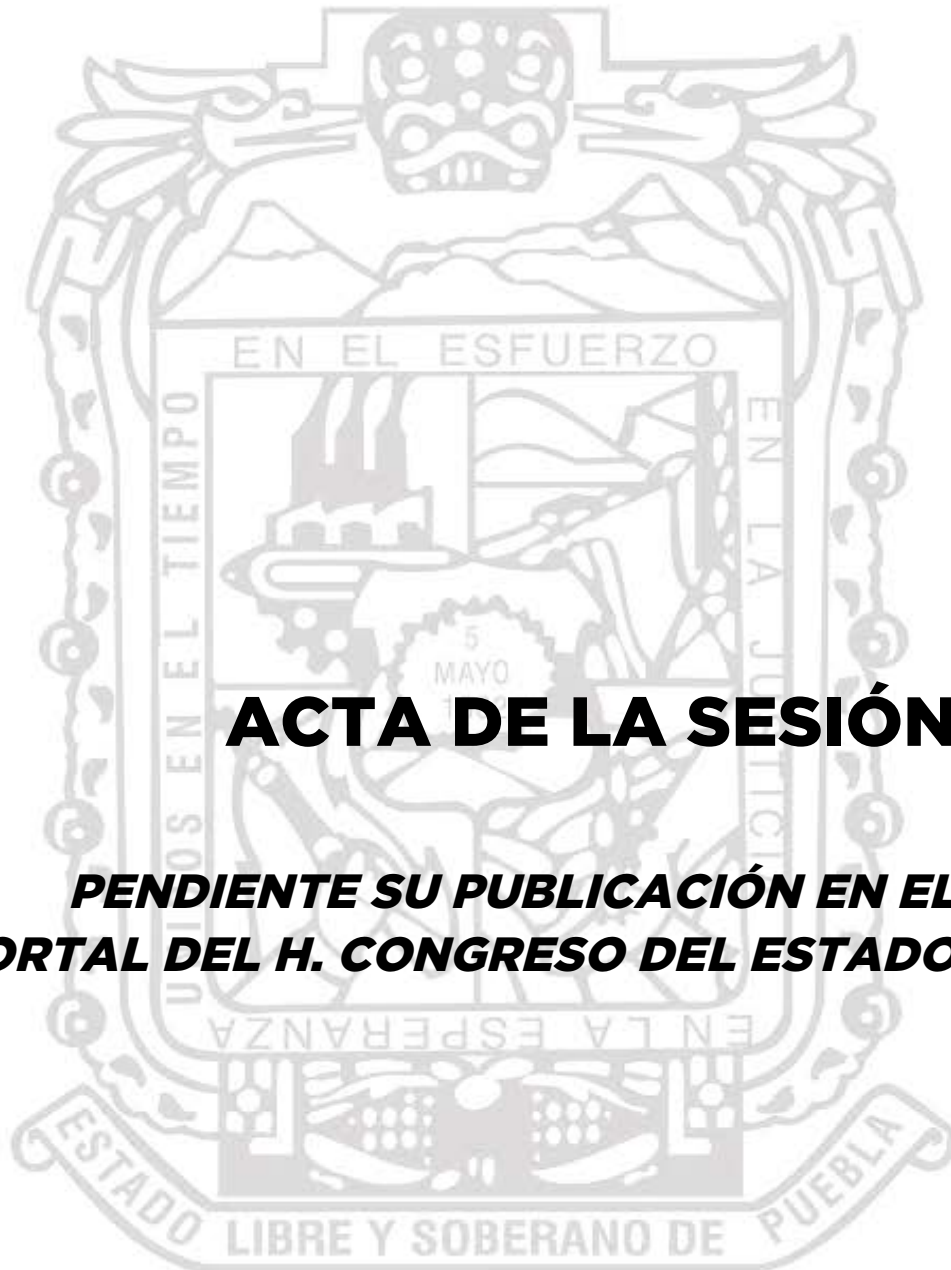 EN EL ESFUERZO
EN LA JUTICI
UNIDOS EN EL TIEMPO
5
MAYO
ACTA DE LA SESIÓN
PENDIENTE SU PUBLICACIÓN EN EL
ORTAL DEL H. CONGRESO DEL ESTADO
EN LA ESPERANZA
ESTADO LIBRE Y SOBERANO DE PUEBLA